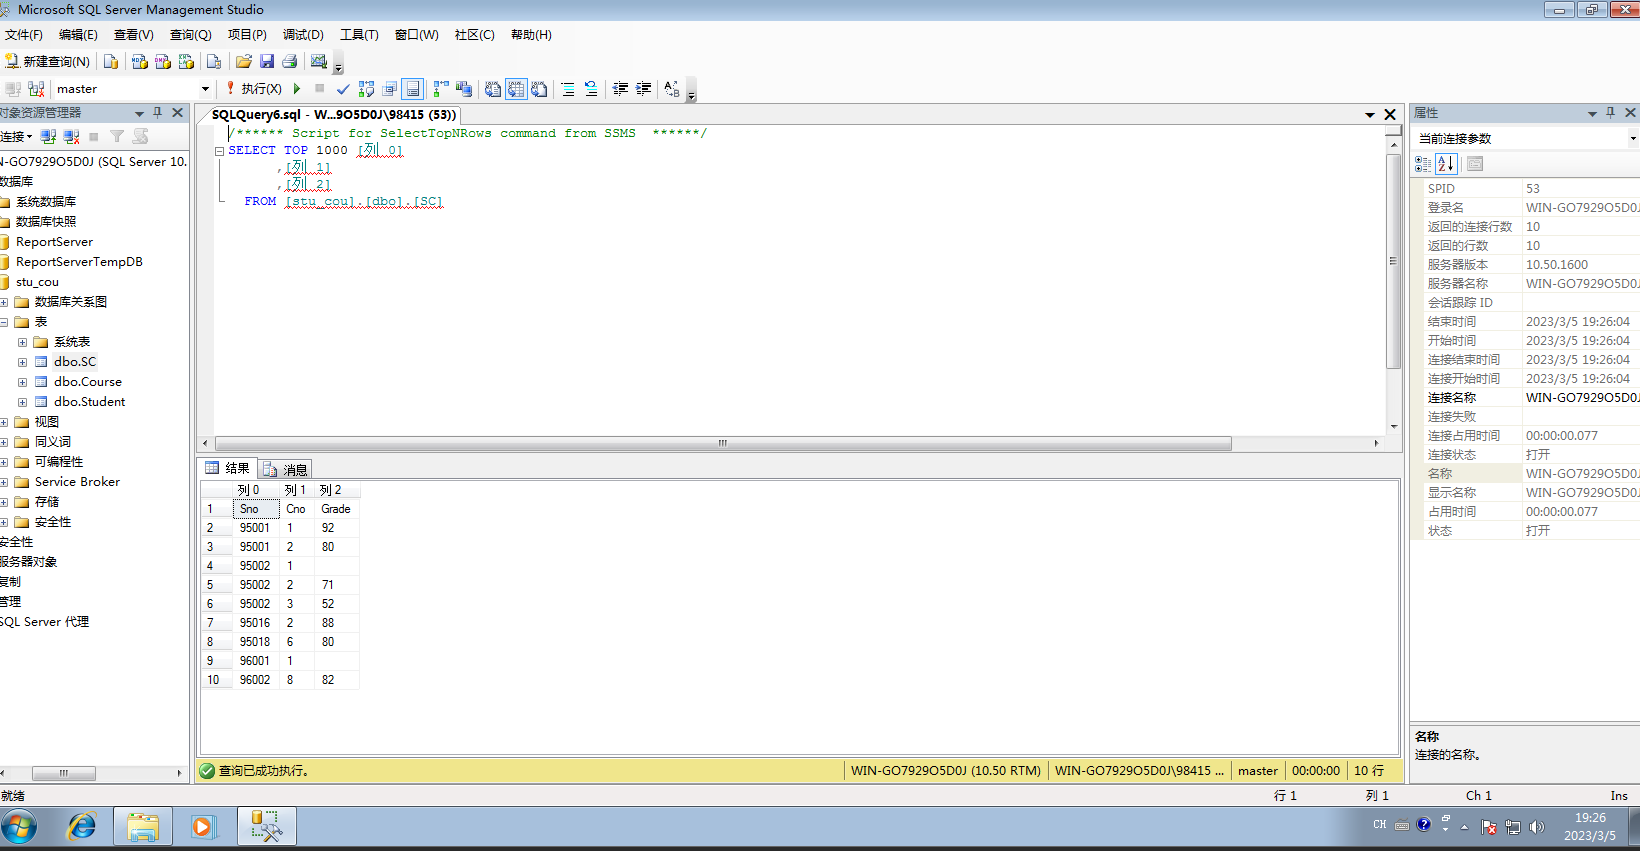 Microsoft SQL Server Management Studio
文件(F) 编辑(E) 查看(V) 查询(Q) 项目(P) 调试(D) 工具(T) 窗口(W) 社区(C) 帮助(H)
新建查询(N)
master 执行(X)
对象资源管理器
连接
N-GO7929O5D0J (SQL Server 10.
数据库
系统数据库
数据库快照
ReportServer
ReportServerTempDB
stu_cou
数据库关系图
表
系统表
dbo.SC
dbo.Course
dbo.Student
视图
同义词
可编程性
Service Broker
存储
安全性
安全性
服务器对象
复制
管理
SQL Server 代理
SQLQuery6.sql - W...9O5D0J\98415 (53))
/****** Script for SelectTopNRows command from SSMS ******/
SELECT TOP 1000 [列 0]
,[列 1]
,[列 2]
FROM [stu_cou].[dbo].[SC]
结果 消息
列 0 列 1 列 2
1 Sno Cno Grade
2 95001 1 92
3 95001 2 80
4 95002 1
5 95002 2 71
6 95002 3 52
7 95016 2 88
8 95018 6 80
9 96001 1
10 96002 8 82
查询已成功执行。 WIN-GO7929O5D0J (10.50 RTM) WIN-GO7929O5D0J\98415 ... master 00:00:00 10 行
属性
当前连接参数
SPID 53
登录名 WIN-GO7929O5D0J
返回的连接行数 10
返回的行数 10
服务器版本 10.50.1600
服务器名称 WIN-GO7929O5D0J
会话跟踪 ID
结束时间 2023/3/5 19:26:04
开始时间 2023/3/5 19:26:04
连接结束时间 2023/3/5 19:26:04
连接开始时间 2023/3/5 19:26:04
连接名称 WIN-GO7929O5D0J
连接失败
连接占用时间 00:00:00.077
连接状态 打开
名称 WIN-GO7929O5D0J
显示名称 WIN-GO7929O5D0J
占用时间 00:00:00.077
状态 打开
名称
连接的名称。
就绪 行 1 列 1 Ch 1 Ins
CH 19:26
2023/3/5